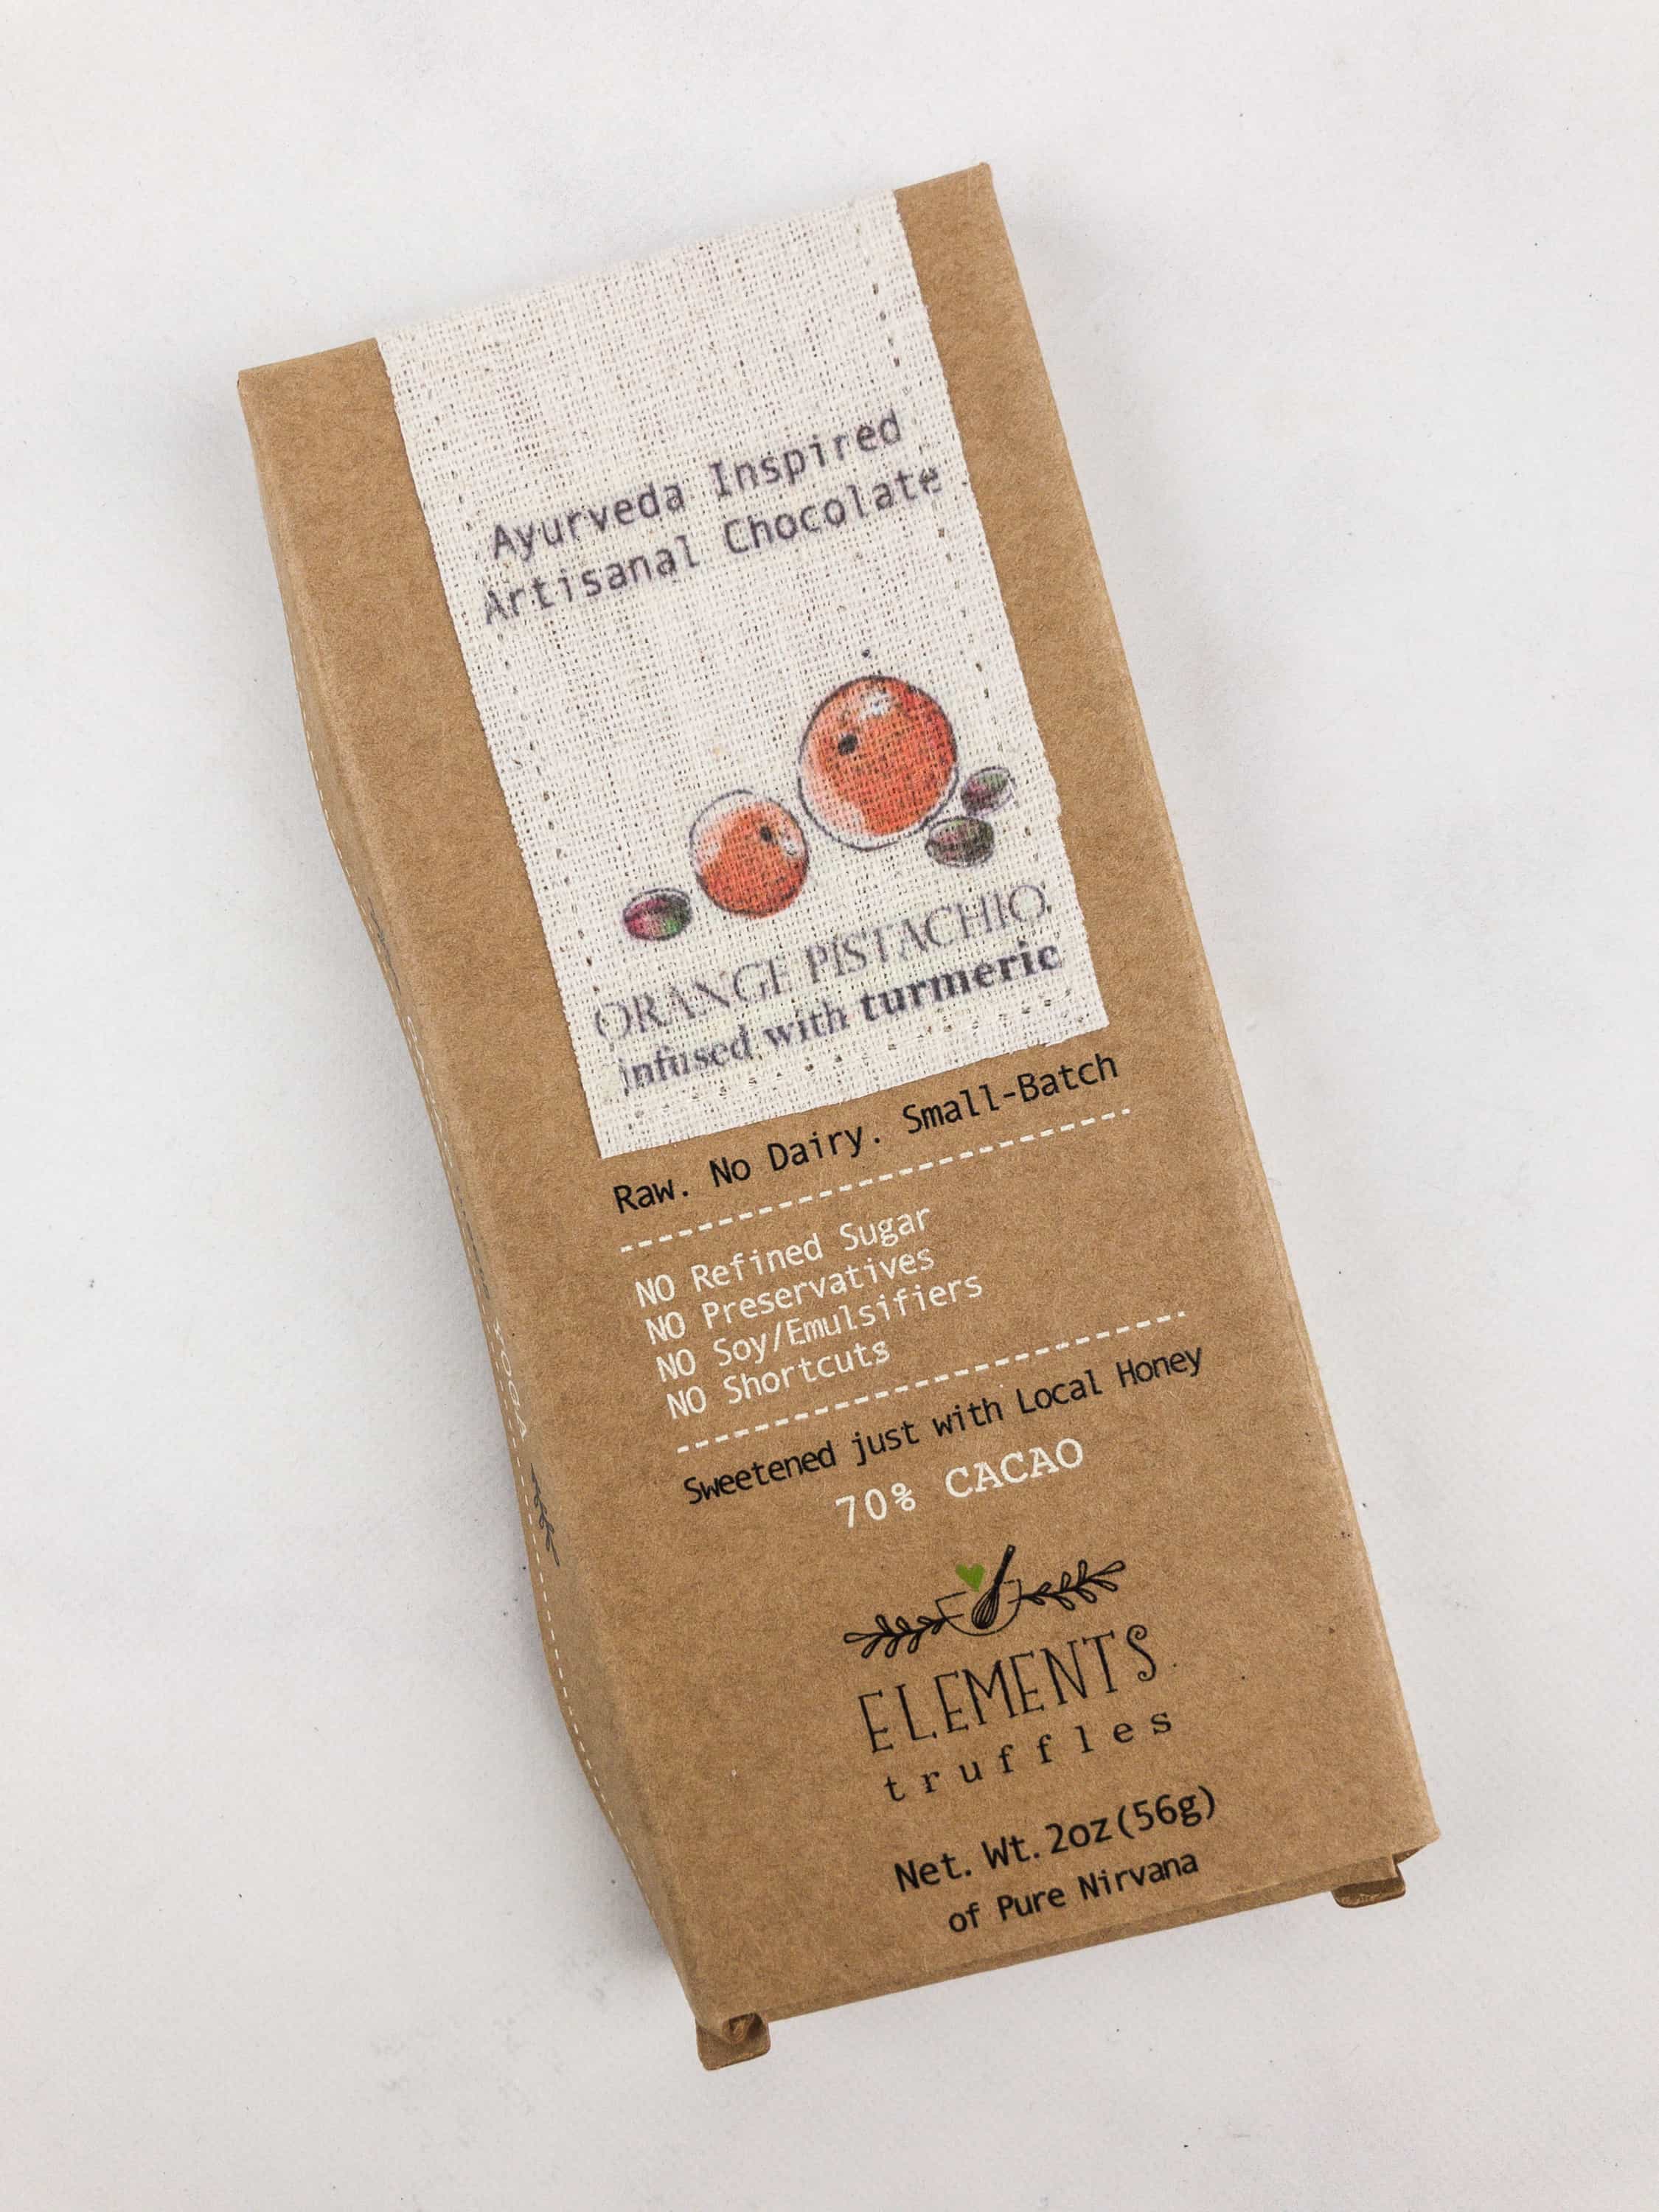 Ayurveda Inspired
Artisanal Chocolate
ORANGE PISTACHIO
infused with turmeric
Raw. No Dairy. Small-Batch
NO Refined Sugar
NO Preservatives
NO Soy/Emulsifiers
NO Shortcuts
Sweetened just with Local Honey
70% CACAO
ELEMENTS
truffles
Net. Wt. 2oz(56g)
of Pure Nirvana
YOGA